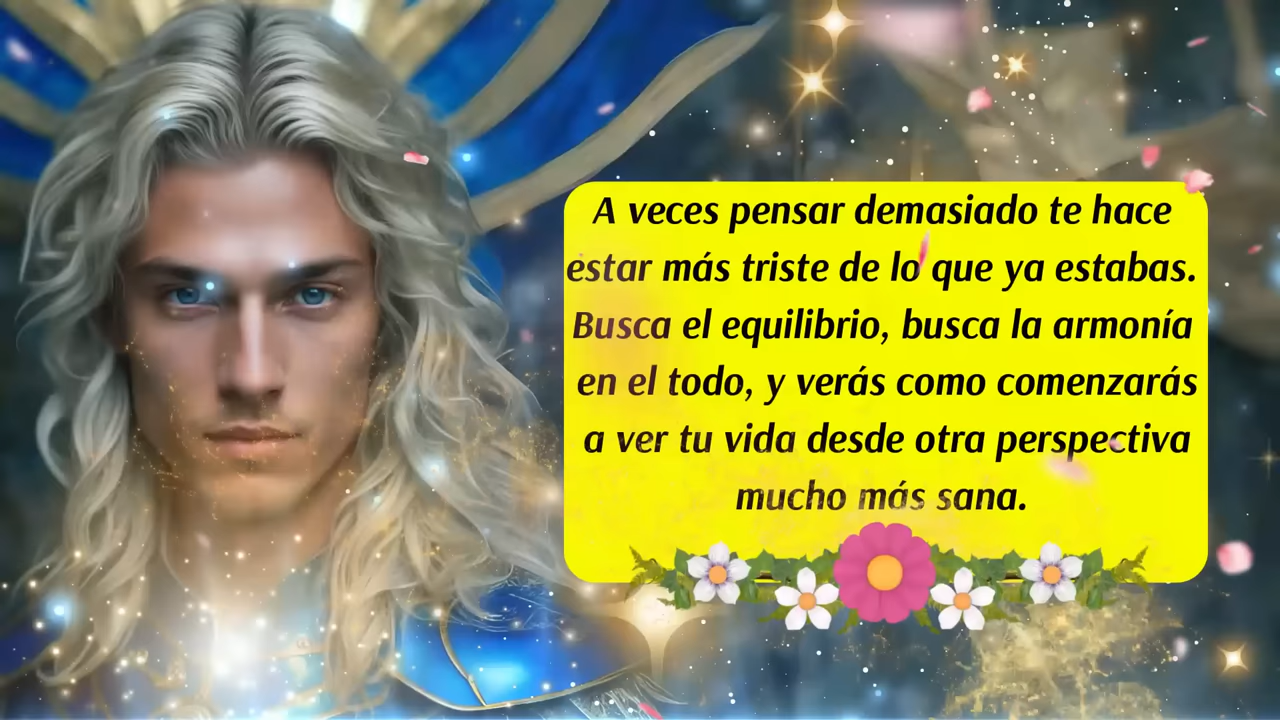 A veces pensar demasiado te hace
estar más triste de lo que ya estabas.
Busca el equilibrio, busca la armonía
en el todo, y verás como comenzarás
a ver tu vida desde otra perspectiva
mucho más sana.